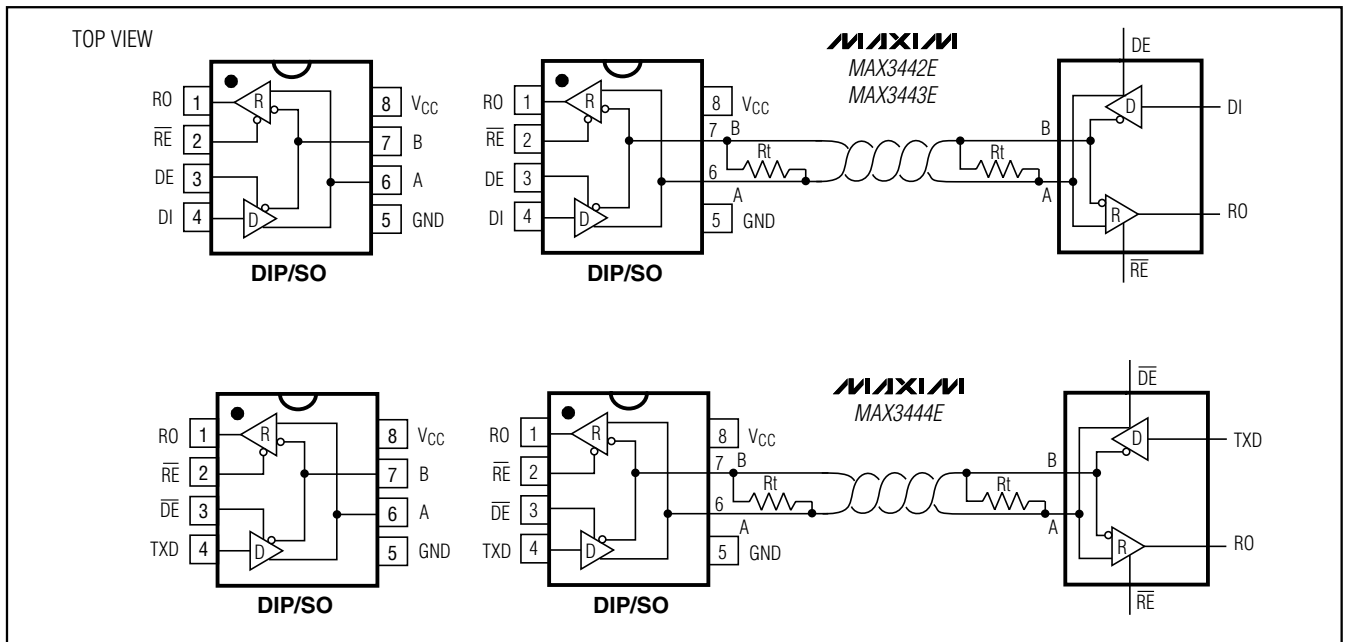 TOP VIEW
RO 1 R 8 VCC
RE 2 7 B
DE 3 6 A
DI 4 D 5 GND
DIP/SO
RO 1 R 8 VCC
RE 2 7 B
DE 3 6 A
DI 4 D 5 GND
DIP/SO
Rt
MAXIM
MAX3442E
MAX3443E
Rt
B
A
DE
D DI
R RO
RE
RO 1 R 8 VCC
RE 2 7 B
DE 3 6 A
TXD 4 D 5 GND
DIP/SO
RO 1 R 8 VCC
RE 2 7 B
DE 3 6 A
TXD 4 D 5 GND
DIP/SO
Rt
MAXIM
MAX3444E
Rt
B
A
DE
D TXD
R RO
RE